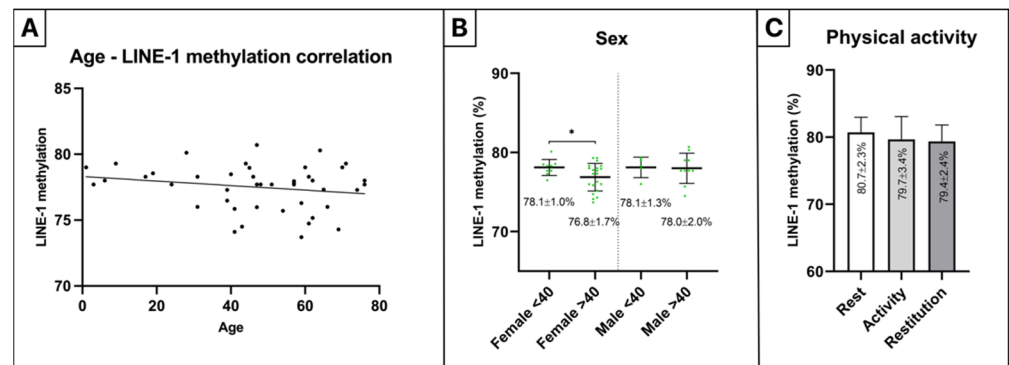 A
Age - LINE-1 methylation correlation
LINE-1 methylation
85
80
75
70
0
20
40
60
80
Age
B
Sex
LINE-1 methylation (%)
90
80
70
*
78.1±1.0%
76.8±1.7%
78.1±1.3%
78.0±2.0%
Female <40
Female >40
Male <40
Male >40
C
Physical activity
LINE-1 methylation (%)
90
80
70
60
80.7±2.3%
79.7±3.4%
79.4±2.4%
Rest
Activity
Restitution